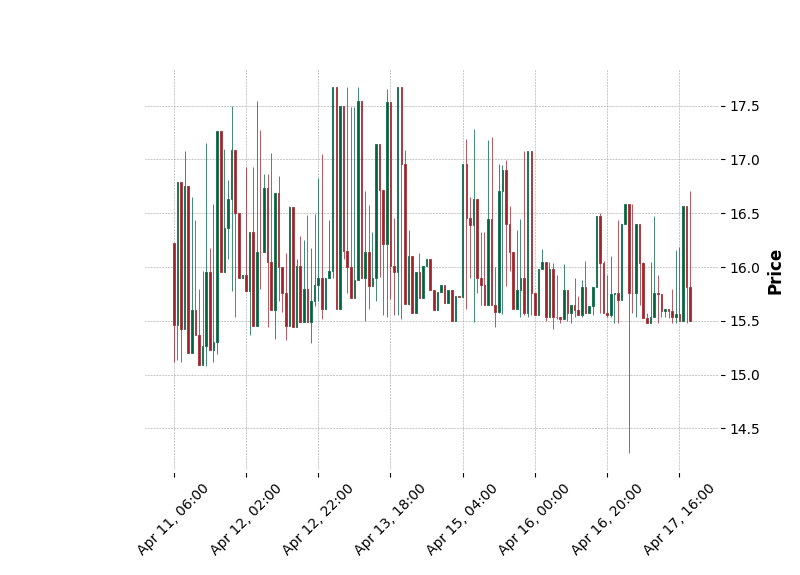 17.5
17.0
16.5
16.0
15.5
15.0
14.5
Price
Apr 11, 06:00
Apr 12, 02:00
Apr 12, 22:00
Apr 13, 18:00
Apr 15, 04:00
Apr 16, 00:00
Apr 16, 20:00
Apr 17, 16:00